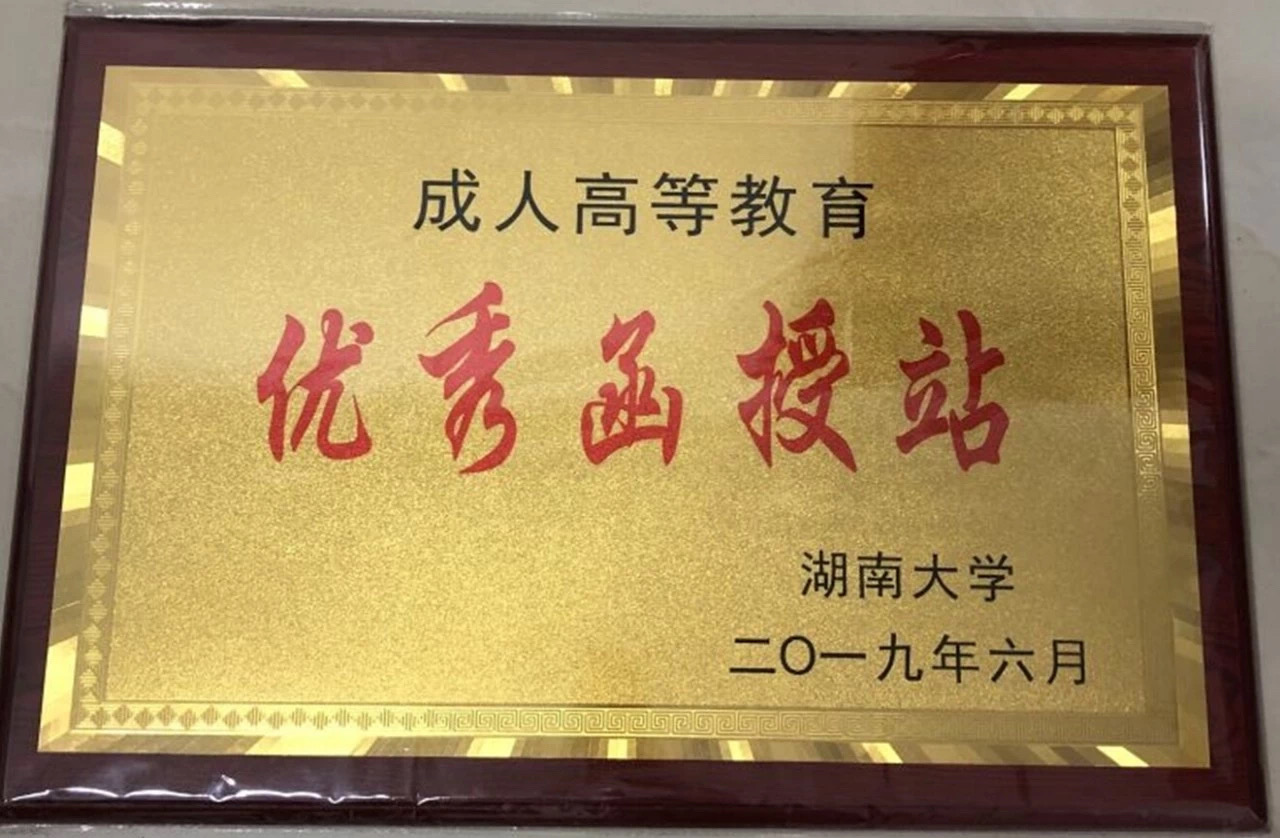 成人高等教育
优秀函授站
湖南大学
二〇一九年六月